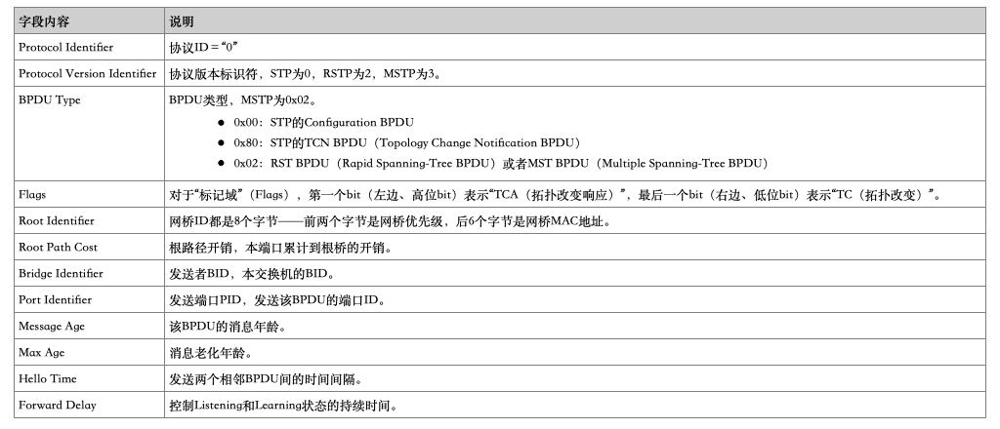 字段内容 说明
Protocol Identifier 协议ID = “0”
Protocol Version Identifier 协议版本标识符，STP为0，RSTP为2，MSTP为3。
BPDU Type BPDU类型，MSTP为0x02。
● 0x00：STP的Configuration BPDU
● 0x80：STP的TCN BPDU（Topology Change Notification BPDU）
● 0x02：RST BPDU（Rapid Spanning-Tree BPDU）或者MST BPDU（Multiple Spanning-Tree BPDU）
Flags 对于“标记域”（Flags），第一个bit（左边、高位bit）表示“TCA（拓扑改变响应）”，最后一个bit（右边、低位bit）表示“TC（拓扑改变）”。
Root Identifier 网桥ID都是8个字节——前两个字节是网桥优先级，后6个字节是网桥MAC地址。
Root Path Cost 根路径开销，本端口累计到根桥的开销。
Bridge Identifier 发送者BID，本交换机的BID。
Port Identifier 发送端口PID，发送该BPDU的端口ID。
Message Age 该BPDU的消息年龄。
Max Age 消息老化年龄。
Hello Time 发送两个相邻BPDU间的时间间隔。
Forward Delay 控制Listening和Learning状态的持续时间。